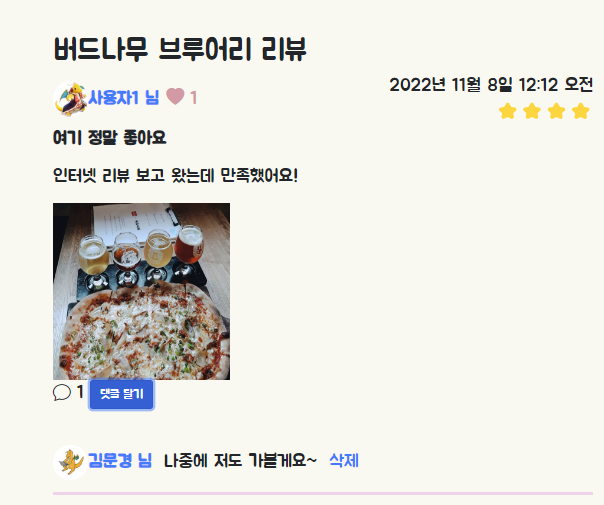 버드나무 브루어리 리뷰
2022년 11월 8일 12:12 오전
사용자1 님 1
여기 정말 좋아요
인터넷 리뷰 보고 왔는데 만족했어요!
1 댓글 달기
김문경 님 나중에 저도 가볼게요~ 삭제